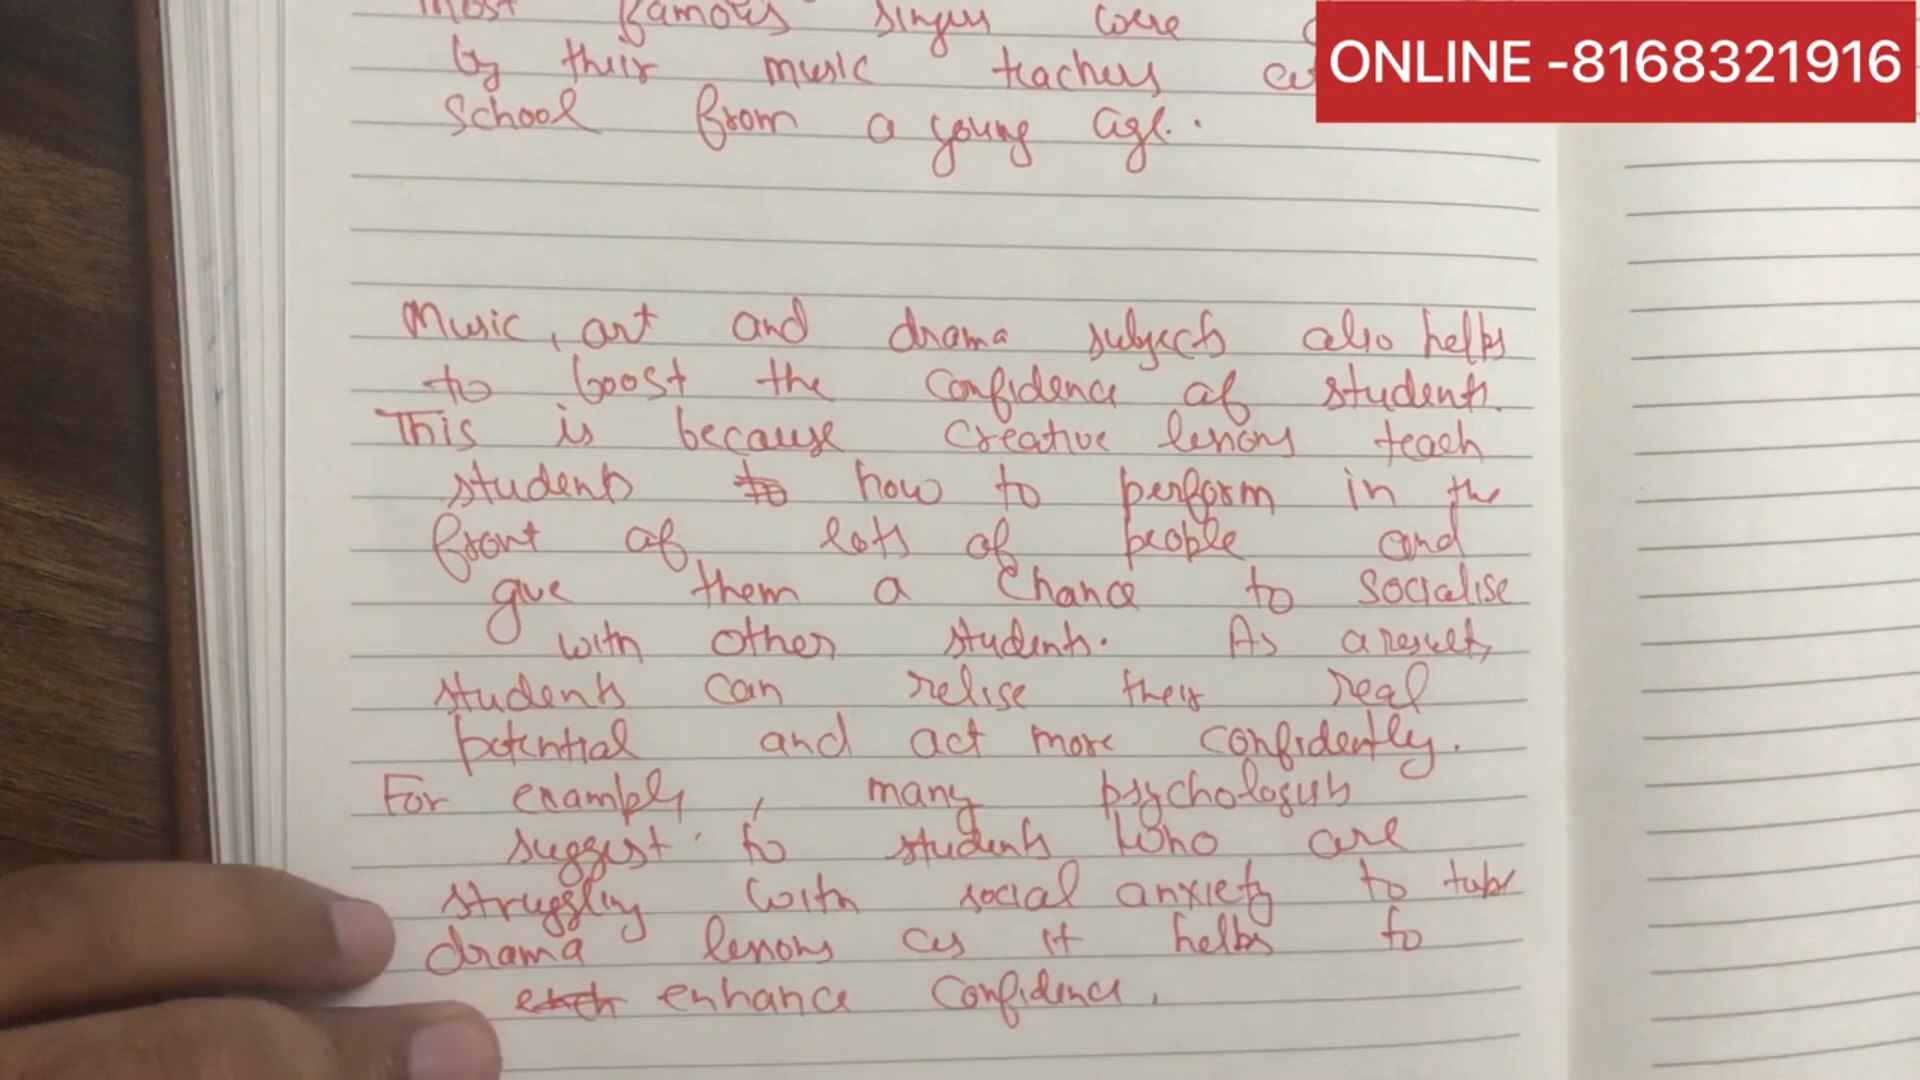 most famous singers were
ONLINE -8168321916
by their music teachers
school from a young age.
Music, art and drama subjects also helps
to boost the confidence of students.
This is because creative lessons teach
students to how to perform in the
front of lots of people and
give them a chance to socialise
with other students. As a result,
students can relise their real
potential and act more confidently.
For example, many psychologists
suggest to students who are
struggling with social anxiety to take
drama lessons as it helps to
enhance confidence.